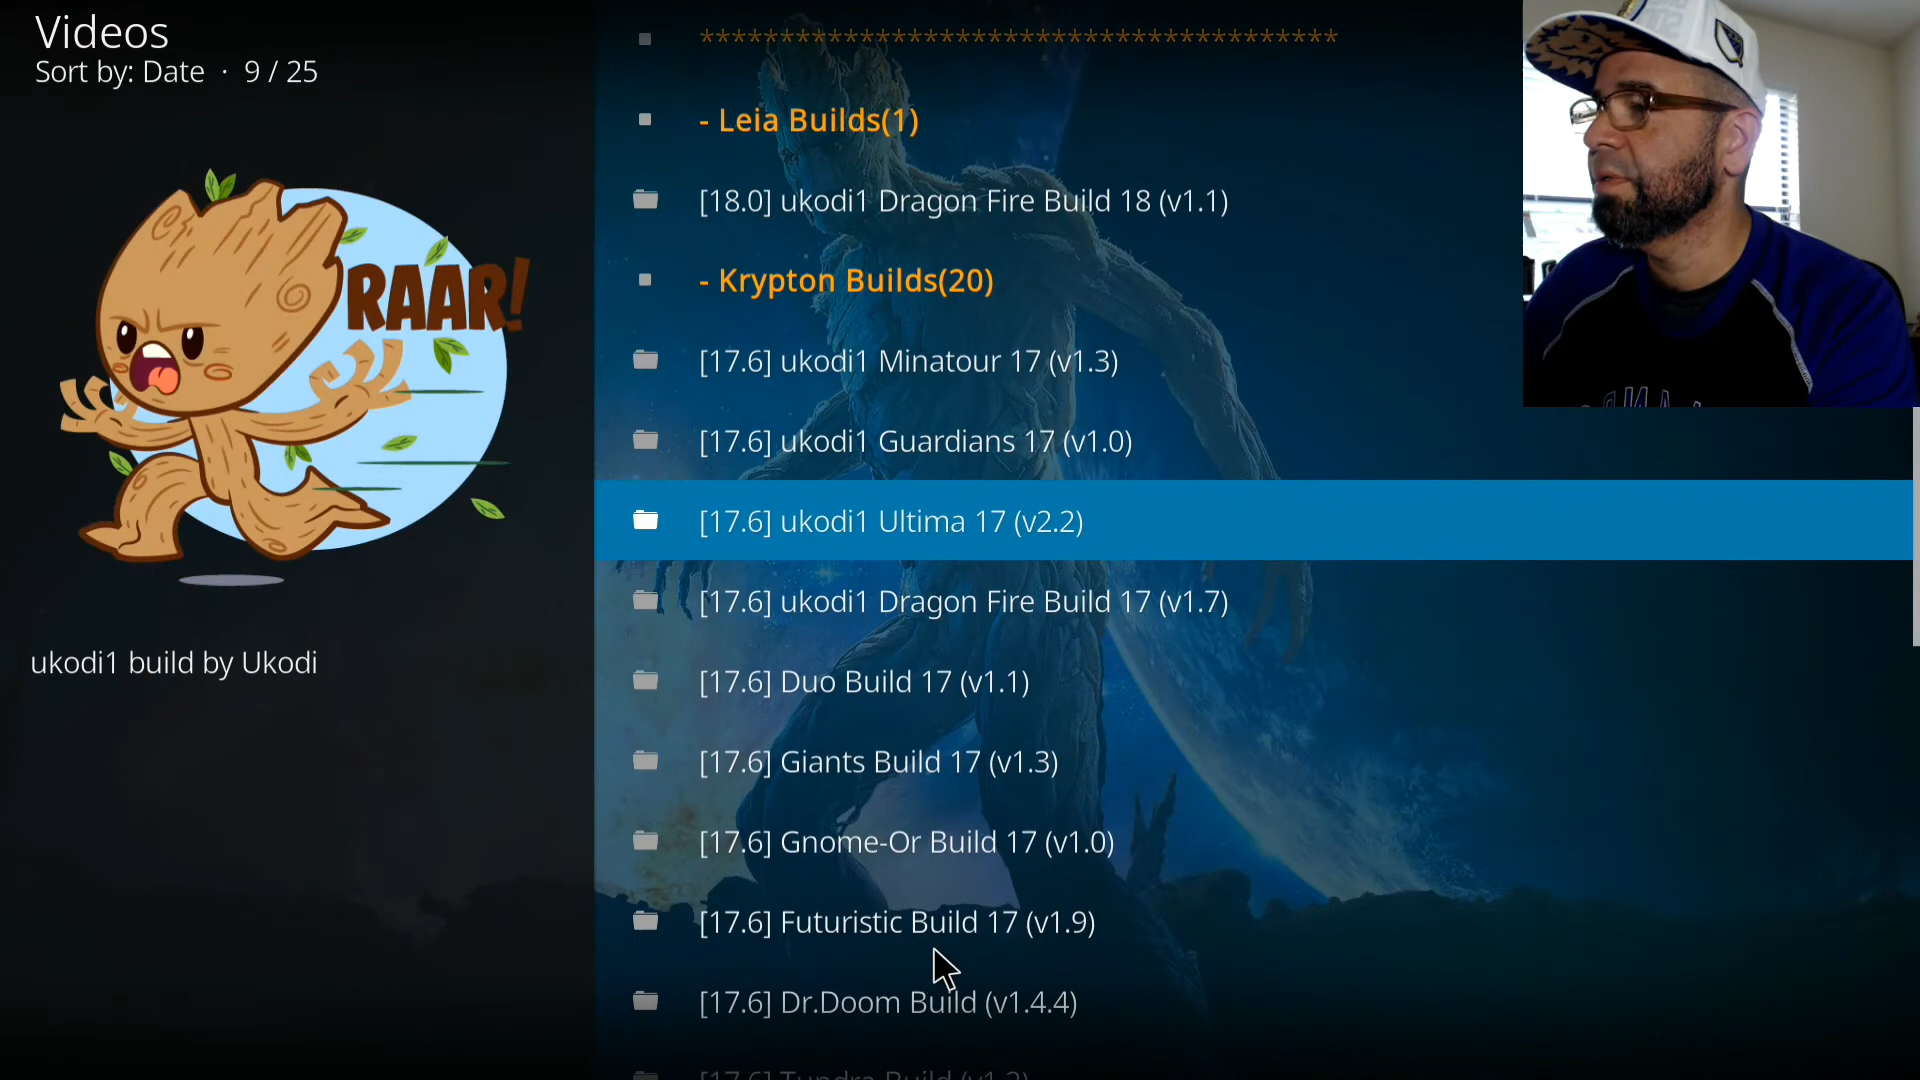 Videos
Sort by: Date · 9 / 25
****************************************
- Leia Builds(1)
[18.0] ukodi1 Dragon Fire Build 18 (v1.1)
- Krypton Builds(20)
[17.6] ukodi1 Minatour 17 (v1.3)
[17.6] ukodi1 Guardians 17 (v1.0)
[17.6] ukodi1 Ultima 17 (v2.2)
[17.6] ukodi1 Dragon Fire Build 17 (v1.7)
[17.6] Duo Build 17 (v1.1)
[17.6] Giants Build 17 (v1.3)
[17.6] Gnome-Or Build 17 (v1.0)
[17.6] Futuristic Build 17 (v1.9)
[17.6] Dr.Doom Build (v1.4.4)
[17.6] Tundra Build
RAAR!
ukodi1 build by Ukodi